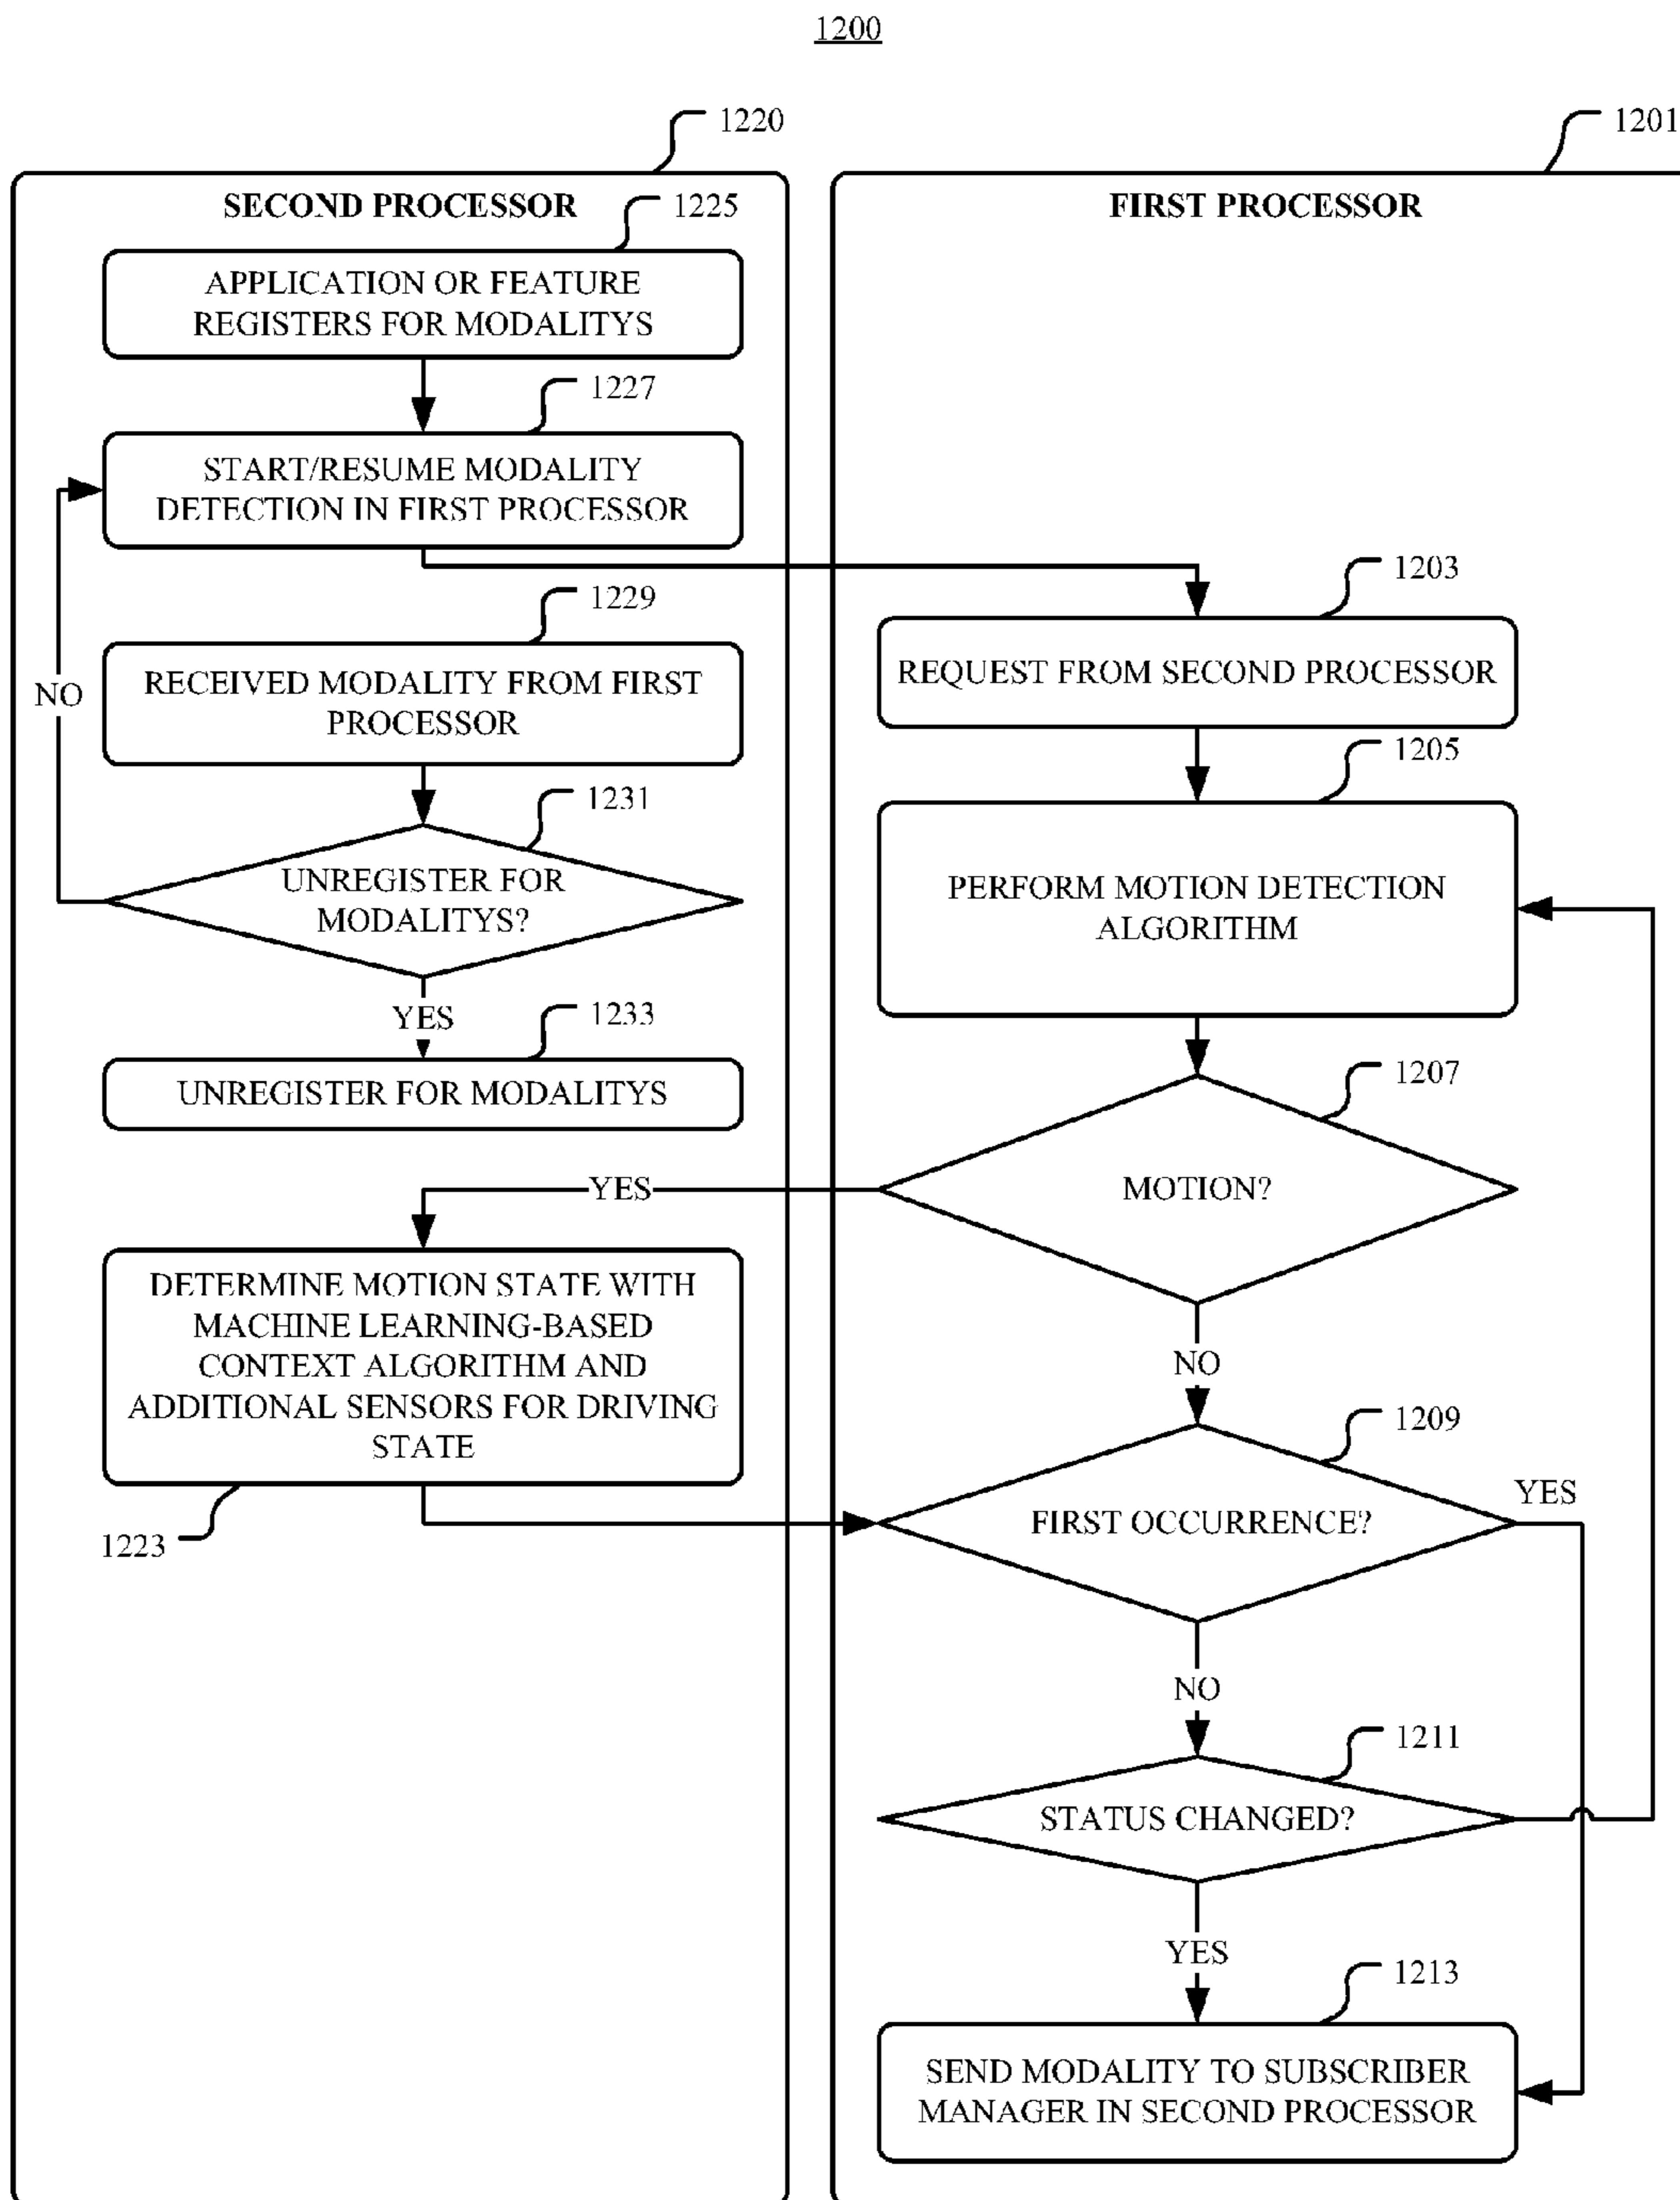 1200
1220
1201
SECOND PROCESSOR
1225
APPLICATION OR FEATURE
REGISTERS FOR MODALITYS
1227
START/RESUME MODALITY
DETECTION IN FIRST PROCESSOR
1229
RECEIVED MODALITY FROM FIRST
PROCESSOR
NO
1231
UNREGISTER FOR
MODALITYS?
YES
1233
UNREGISTER FOR MODALITYS
YES
DETERMINE MOTION STATE WITH
MACHINE LEARNING-BASED
CONTEXT ALGORITHM AND
ADDITIONAL SENSORS FOR DRIVING
STATE
1223
FIRST PROCESSOR
1203
REQUEST FROM SECOND PROCESSOR
1205
PERFORM MOTION DETECTION
ALGORITHM
1207
MOTION?
NO
1209
FIRST OCCURRENCE?
YES
NO
1211
STATUS CHANGED?
YES
1213
SEND MODALITY TO SUBSCRIBER
MANAGER IN SECOND PROCESSOR